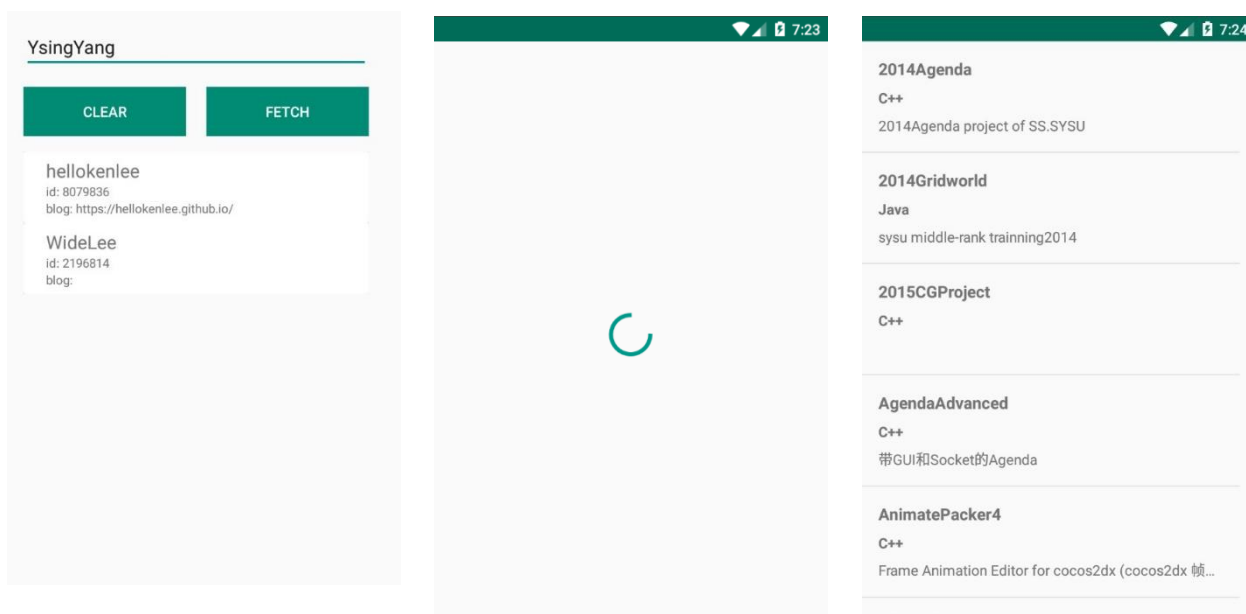 YsingYang
CLEAR
FETCH
hellokenlee
id: 8079836
blog: https://hellokenlee.github.io/
WideLee
id: 2196814
blog:
7:23
7:24
2014Agenda
C++
2014Agenda project of SS.SYSU
2014Gridworld
Java
sysu middle-rank trainning2014
2015CGProject
C++
AgendaAdvanced
C++
带GUI和Socket的Agenda
AnimatePacker4
C++
Frame Animation Editor for cocos2dx (cocos2dx 帧...